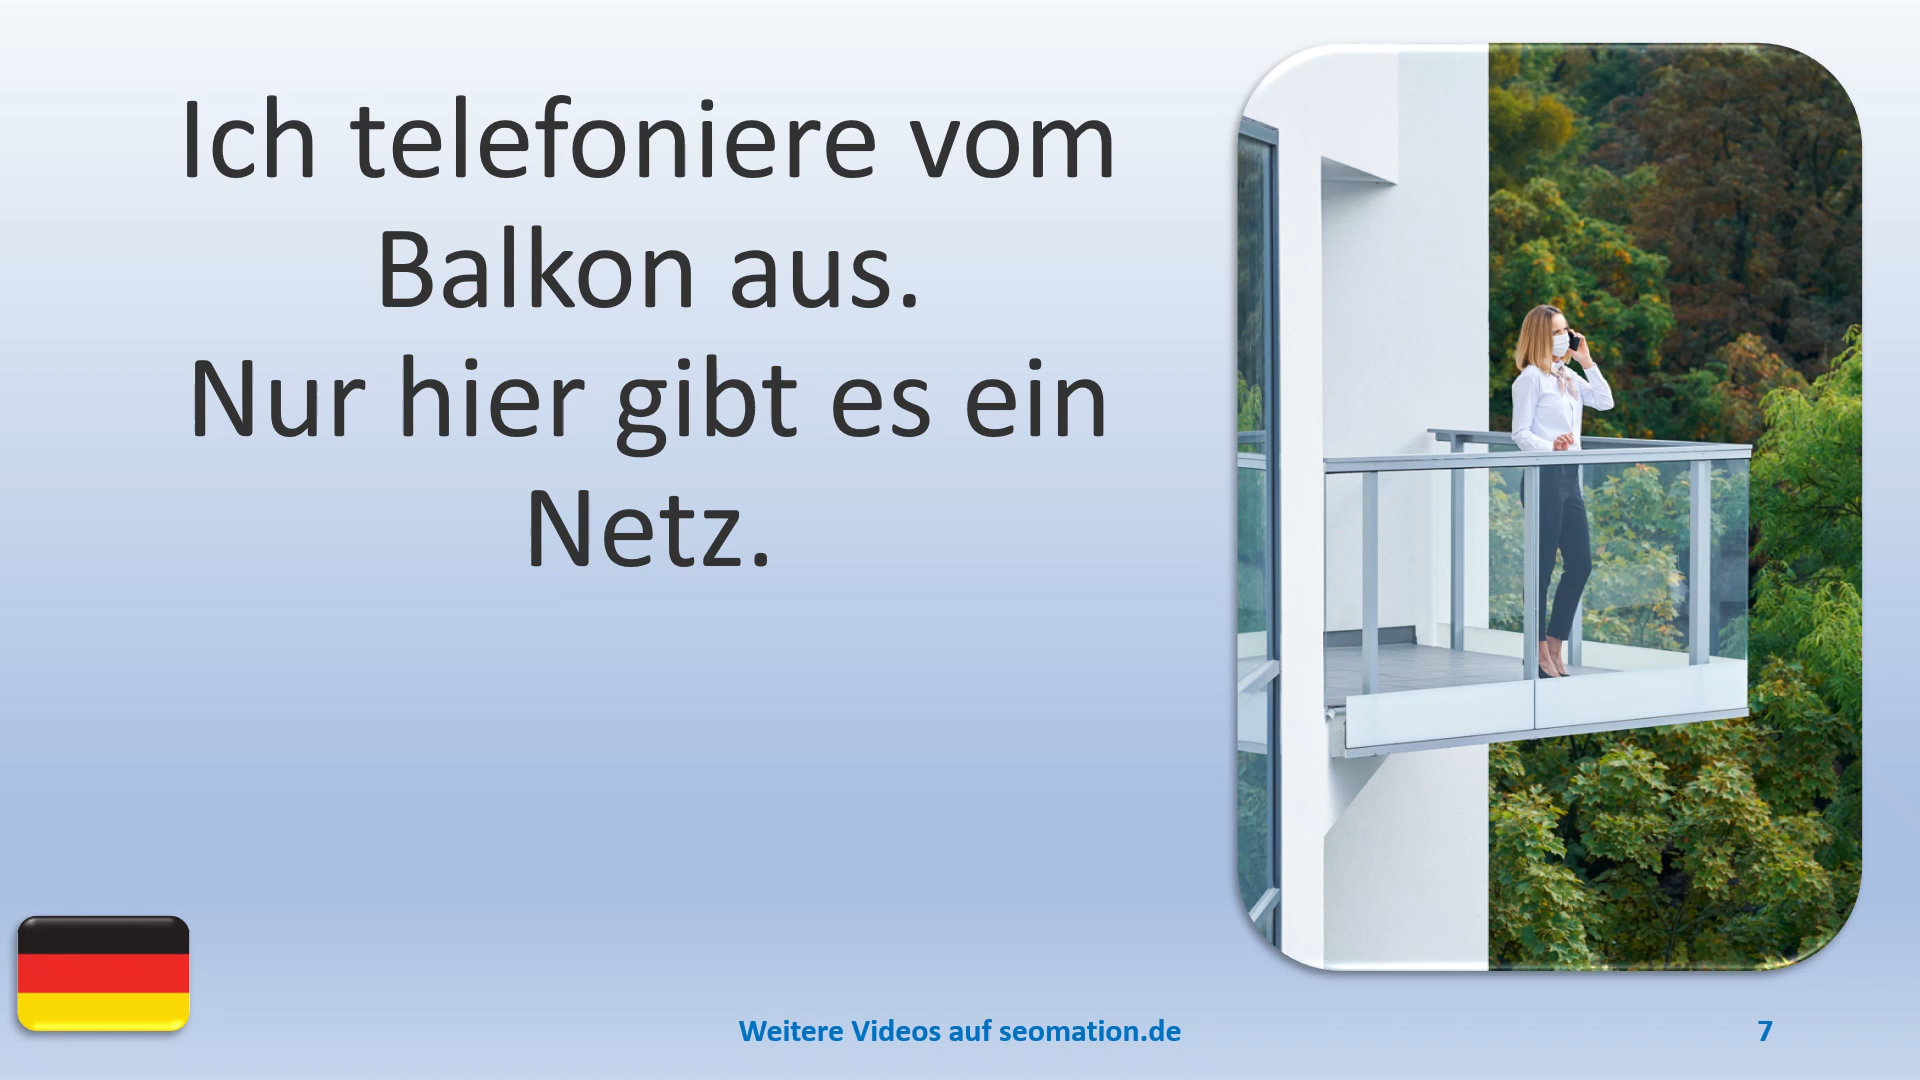 Ich telefoniere vom
Balkon aus.
Nur hier gibt es ein
Netz.
Weitere Videos auf seomation.de
7